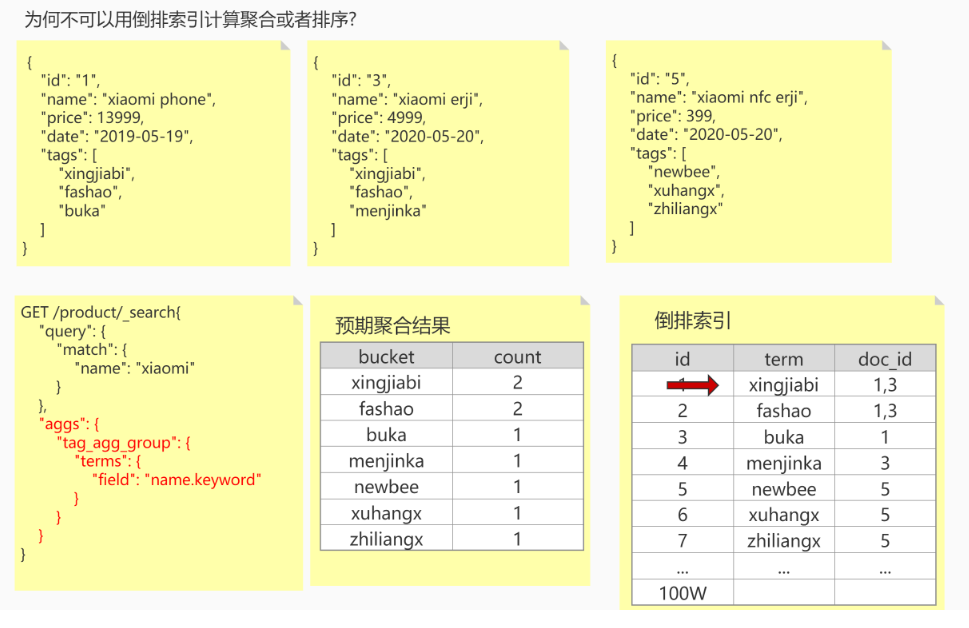 为何不可以用倒排索引计算聚合或者排序?
{
"id": "1",
"name": "xiaomi phone",
"price": 13999,
"date": "2019-05-19",
"tags": [
"xingjiabi",
"fashao",
"buka"
]
}
{
"id": "3",
"name": "xiaomi erji",
"price": 4999,
"date": "2020-05-20",
"tags": [
"xingjiabi",
"fashao",
"menjinka"
]
}
{
"id": "5",
"name": "xiaomi nfc erji",
"price": 399,
"date": "2020-05-20",
"tags": [
"newbee",
"xuhangx",
"zhiliangx"
]
}
GET /product/_search{
"query": {
"match": {
"name": "xiaomi"
}
},
"aggs": {
"tag_agg_group": {
"terms": {
"field": "name.keyword"
}
}
}
}
预期聚合结果
bucket count
xingjiabi 2
fashao 2
buka 1
menjinka 1
newbee 1
xuhangx 1
zhiliangx 1
倒排索引
id term doc_id
1 xingjiabi 1,3
2 fashao 1,3
3 buka 1
4 menjinka 3
5 newbee 5
6 xuhangx 5
7 zhiliangx 5
... ... ...
100W